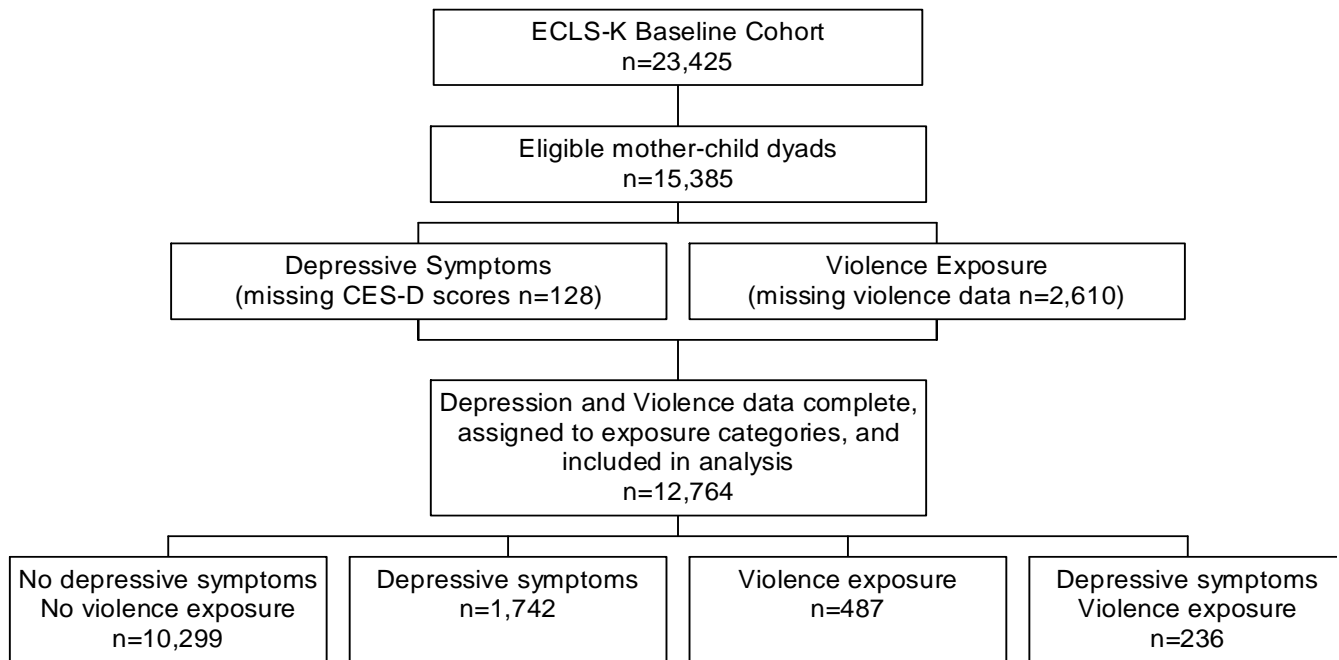 ECLS-K Baseline Cohort
n=23,425
Eligible mother-child dyads
n=15,385
Depressive Symptoms
(missing CES-D scores n=128)
Violence Exposure
(missing violence data n=2,610)
Depression and Violence data complete,
assigned to exposure categories, and
included in analysis
n=12,764
No depressive symptoms
No violence exposure
n=10,299
Depressive symptoms
n=1,742
Violence exposure
n=487
Depressive symptoms
Violence exposure
n=236